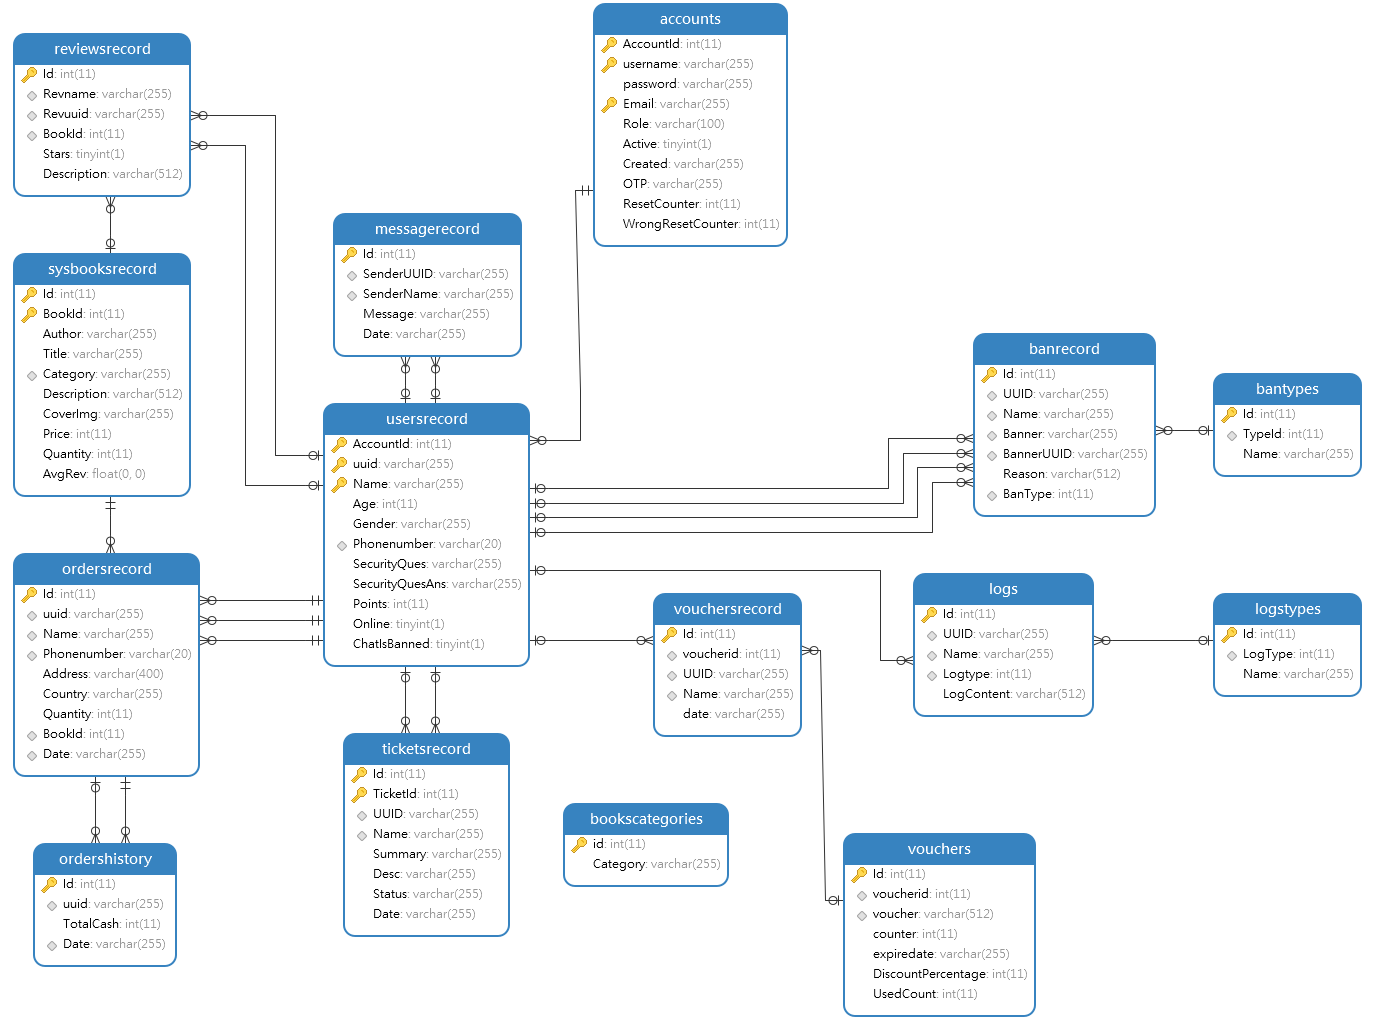 accounts
AccountId: int(11)
username: varchar(255)
password: varchar(255)
Email: varchar(255)
Role: varchar(100)
Active: tinyint(1)
Created: varchar(255)
OTP: varchar(255)
ResetCounter: int(11)
WrongResetCounter: int(11)
reviewsrecord
Id: int(11)
Revname: varchar(255)
Revuuid: varchar(255)
BookId: int(11)
Stars: tinyint(1)
Description: varchar(512)
messagerecord
Id: int(11)
SenderUUID: varchar(255)
SenderName: varchar(255)
Message: varchar(255)
Date: varchar(255)
sysbooksrecord
Id: int(11)
BookId: int(11)
Author: varchar(255)
Title: varchar(255)
Category: varchar(255)
Description: varchar(512)
CoverImg: varchar(255)
Price: int(11)
Quantity: int(11)
AvgRev: float(0, 0)
usersrecord
AccountId: int(11)
uuid: varchar(255)
Name: varchar(255)
Age: int(11)
Gender: varchar(255)
Phonenumber: varchar(20)
SecurityQues: varchar(255)
SecurityQuesAns: varchar(255)
Points: int(11)
Online: tinyint(1)
ChatIsBanned: tinyint(1)
banrecord
Id: int(11)
UUID: varchar(255)
Name: varchar(255)
Banner: varchar(255)
BannerUUID: varchar(255)
Reason: varchar(512)
BanType: int(11)
bantypes
Id: int(11)
TypeId: int(11)
Name: varchar(255)
ordersrecord
Id: int(11)
uuid: varchar(255)
Name: varchar(255)
Phonenumber: varchar(20)
Address: varchar(400)
Country: varchar(255)
Quantity: int(11)
BookId: int(11)
Date: varchar(255)
vouchersrecord
Id: int(11)
voucherid: int(11)
UUID: varchar(255)
Name: varchar(255)
date: varchar(255)
logs
Id: int(11)
UUID: varchar(255)
Name: varchar(255)
Logtype: int(11)
LogContent: varchar(512)
logstypes
Id: int(11)
LogType: int(11)
Name: varchar(255)
ticketsrecord
Id: int(11)
TicketId: int(11)
UUID: varchar(255)
Name: varchar(255)
Summary: varchar(255)
Desc: varchar(255)
Status: varchar(255)
Date: varchar(255)
bookscategories
id: int(11)
Category: varchar(255)
ordershistory
Id: int(11)
uuid: varchar(255)
TotalCash: int(11)
Date: varchar(255)
vouchers
Id: int(11)
voucherid: int(11)
voucher: varchar(512)
counter: int(11)
expiredate: varchar(255)
DiscountPercentage: int(11)
UsedCount: int(11)